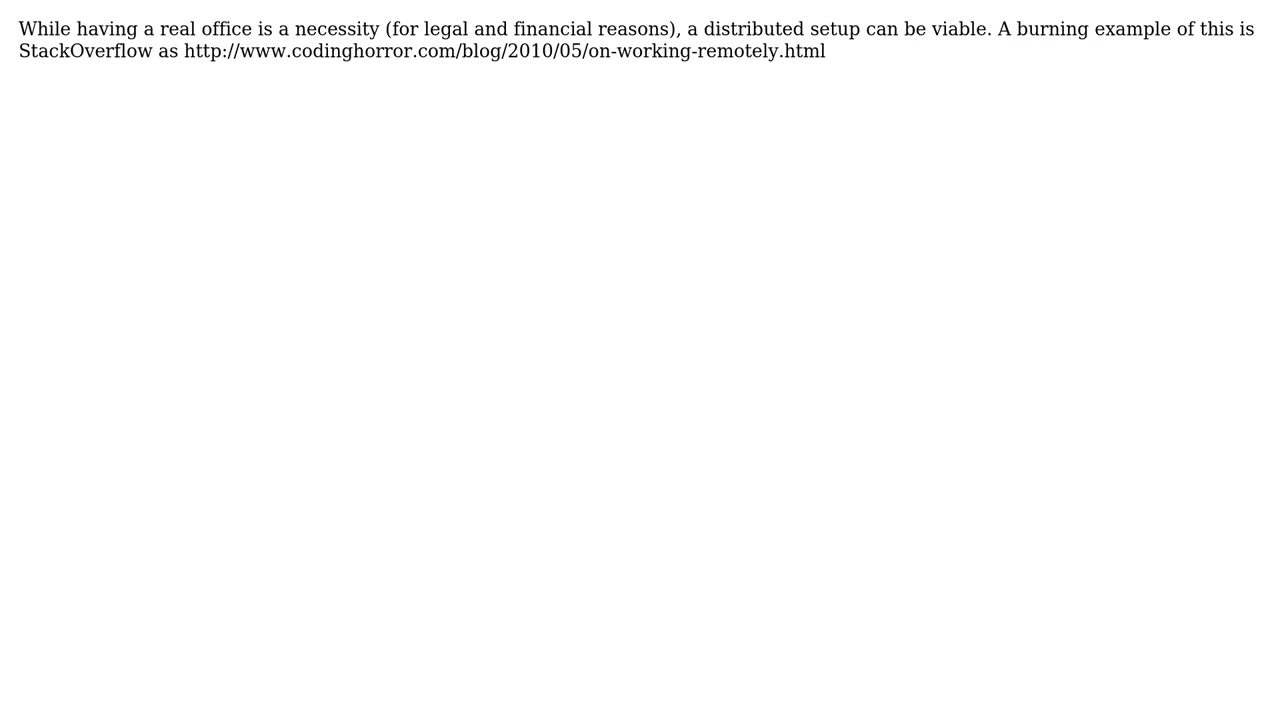 While having a real office is a necessity (for legal and financial reasons), a distributed setup can be viable. A burning example of this is
StackOverflow as http://www.codinghorror.com/blog/2010/05/on-working-remotely.html